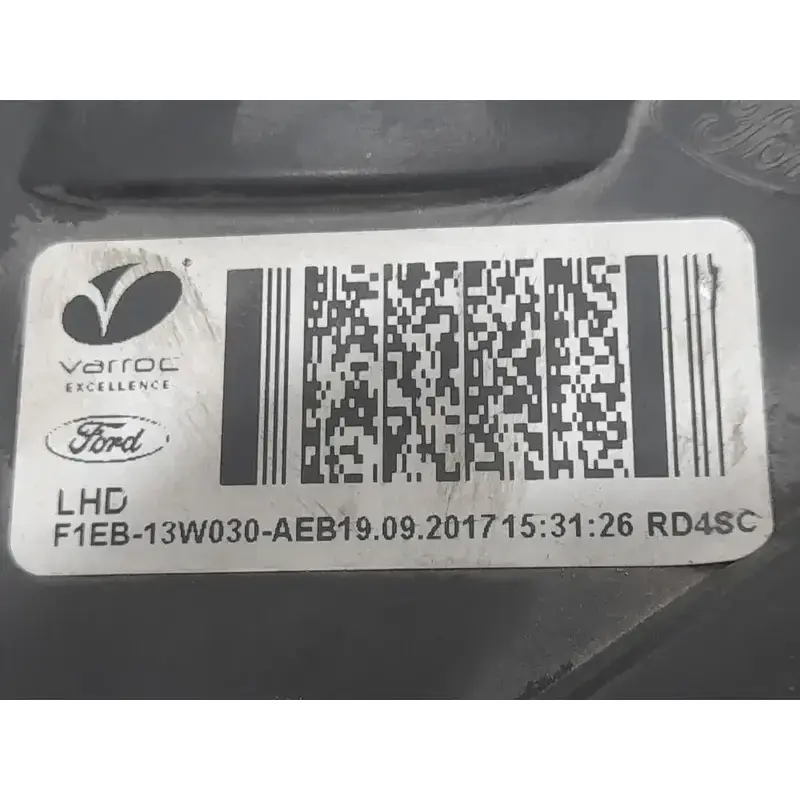 varroc
EXCELLENCE
Ford
LHD
F1EB-13W030-AEB19.09.2017 15:31:26 RD4SC